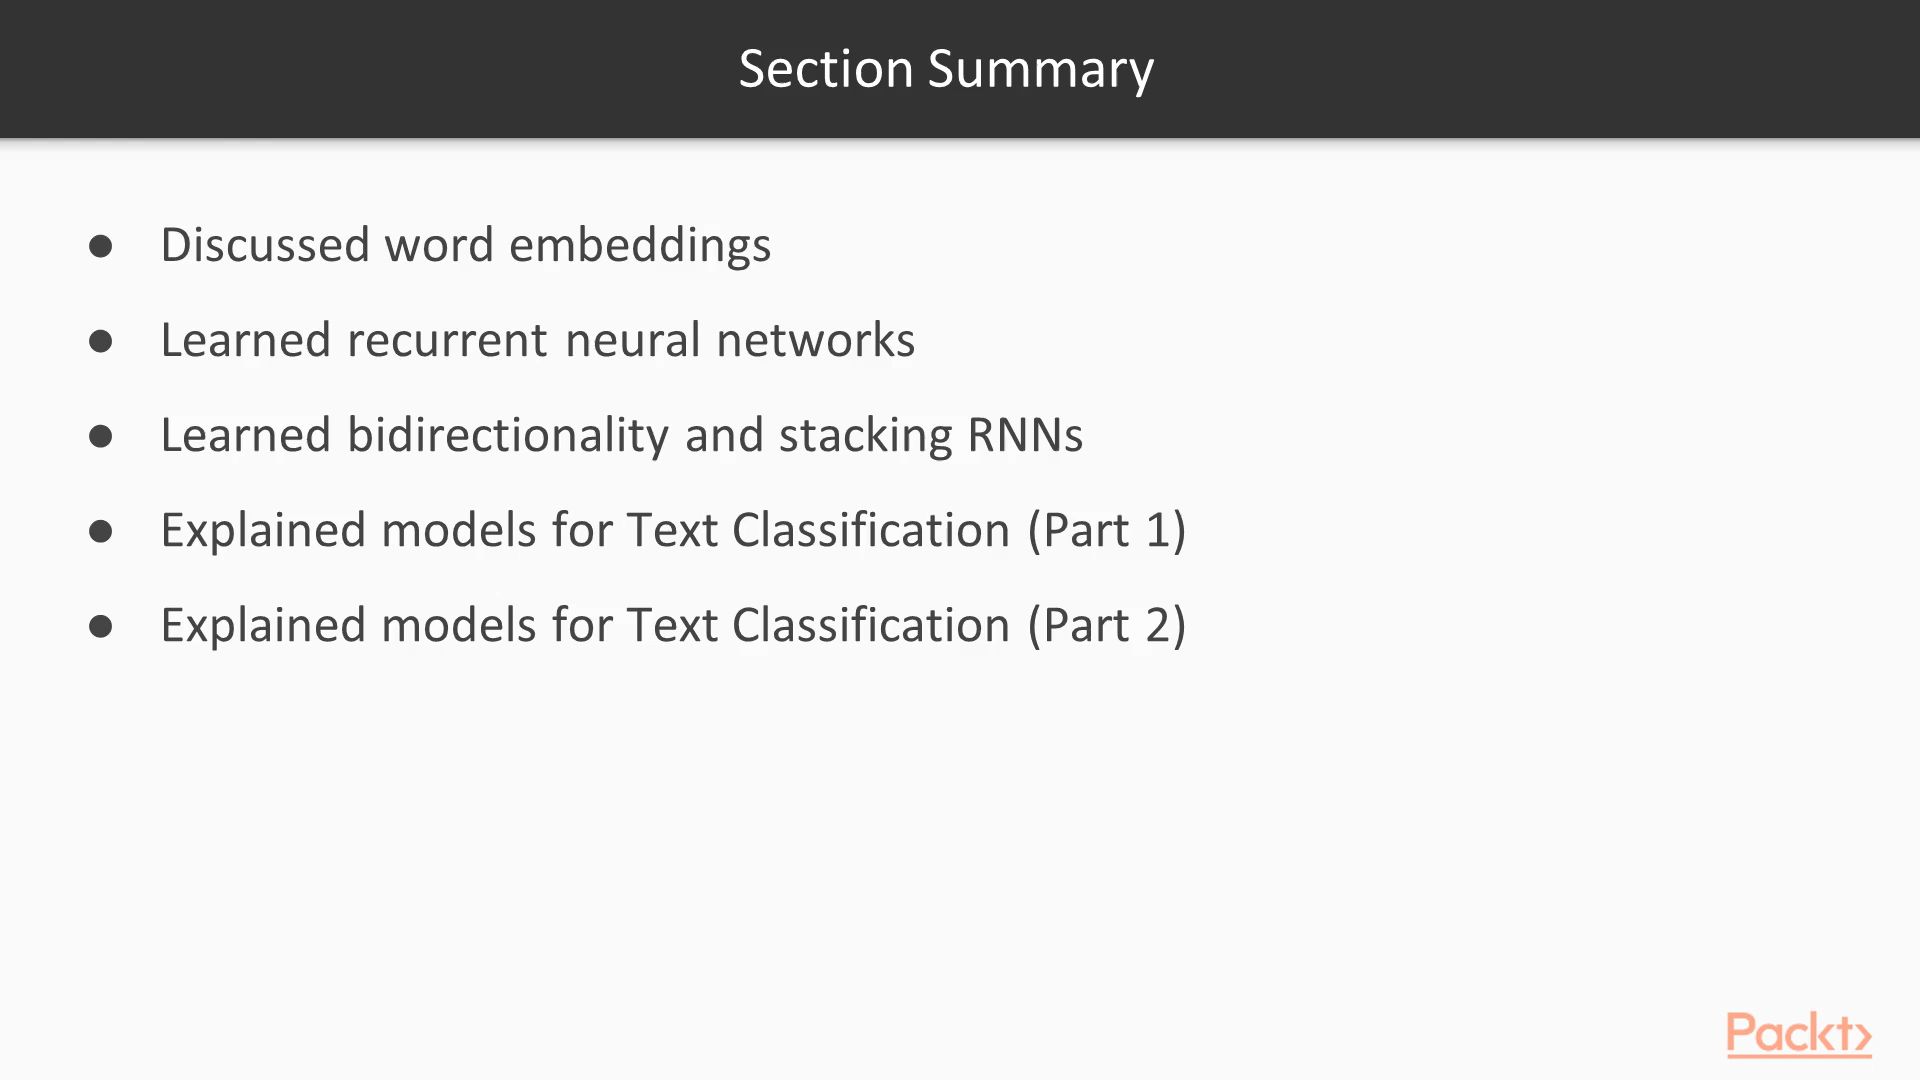 Section Summary
● Discussed word embeddings
● Learned recurrent neural networks
● Learned bidirectionality and stacking RNNs
● Explained models for Text Classification (Part 1)
● Explained models for Text Classification (Part 2)
Packt>